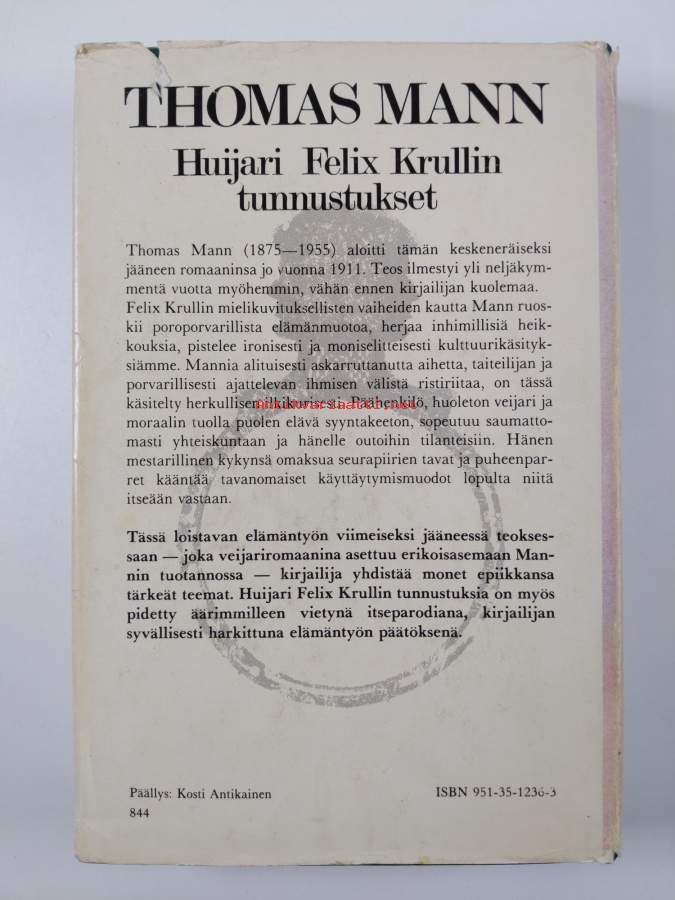 THOMAS MANN
Huijari Felix Krullin
tunnustukset
Thomas Mann (1875—1955) aloitti tämän keskeneräiseksi
jääneen romaaninsa jo vuonna 1911. Teos ilmestyi yli neljäkym-
mentä vuotta myöhemmin, vähän ennen kirjailijan kuolemaa.
Felix Krullin mielikuvituksellisten vaiheiden kautta Mann ruos-
kii poroporvarillista elämänmuotoa, herjaa inhimillisiä heik-
kouksia, pistelee ironisesti ja moniselitteisesti kulttuurikäsityk-
siämme. Mannia alituisesti askarruttanutta aihetta, taiteilijan ja
porvarillisesti ajattelevan ihmisen välistä ristiriitaa, on tässä
käsitelty Päähenkilö, huoleton veijari ja
moraalin tuolla puolen elävä syyntakeeton, sopeutuu saumatto-
masti yhteiskuntaan ja hänelle outoihin tilanteisiin. Hänen
mestarillinen kykynsä omaksua seurapiirien tavat ja puheenpar-
ret kääntää tavanomaiset käyttäytymismuodot lopulta niitä
itseään vastaan.
Tässä loistavan elämäntyön viimeiseksi jääneessä teokses-
saan — joka veijariromaanina asettuu erikoisasemaan Man-
nin tuotannossa — kirjailija yhdistää monet epiikkansa
tärkeät teemat. Huijari Felix Krullin tunnustuksia on myös
pidetty äärimmilleen vietynä itseparodiana, kirjailijan
syvällisesti harkittuna elämäntyön päätöksenä.
Päällys: Kosti Antikainen
ISBN 951-35-1236-3
844